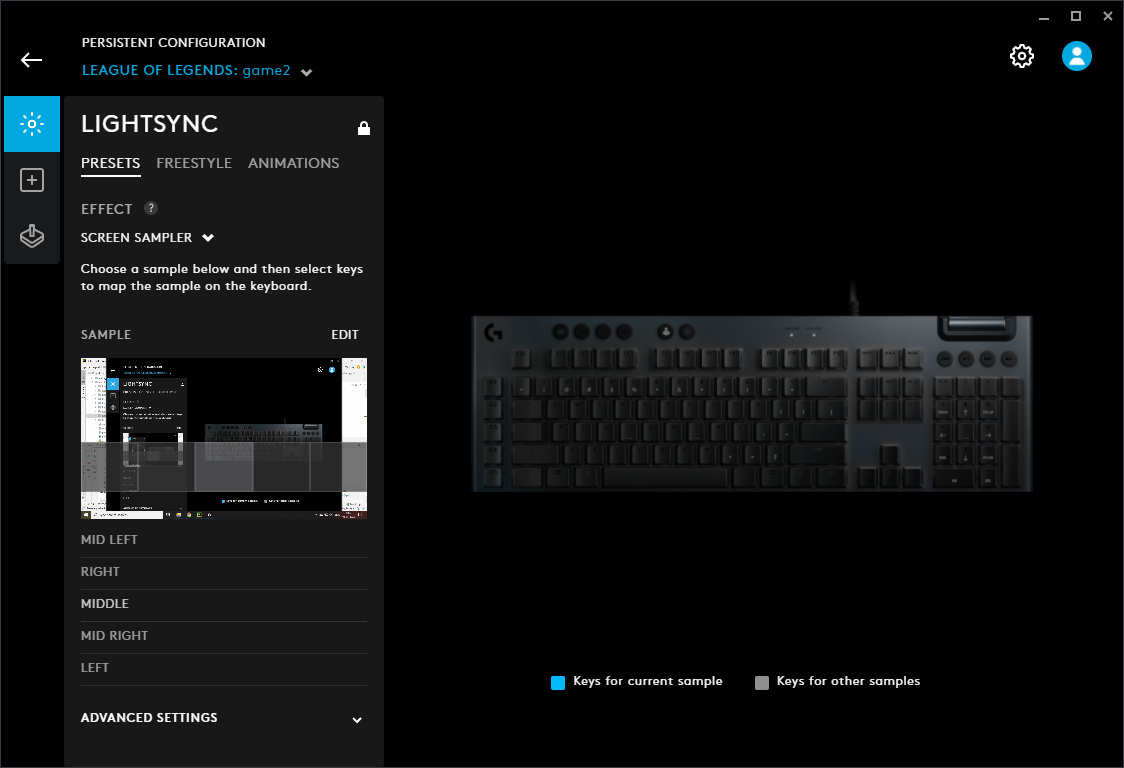 PERSISTENT CONFIGURATION
LEAGUE OF LEGENDS: game2
LIGHTSYNC
PRESETS FREESTYLE ANIMATIONS
EFFECT ?
SCREEN SAMPLER
Choose a sample below and then select keys
to map the sample on the keyboard.
SAMPLE EDIT
LIGHTSYNC
MID LEFT
RIGHT
MIDDLE
MID RIGHT
LEFT
Keys for current sample Keys for other samples
ADVANCED SETTINGS